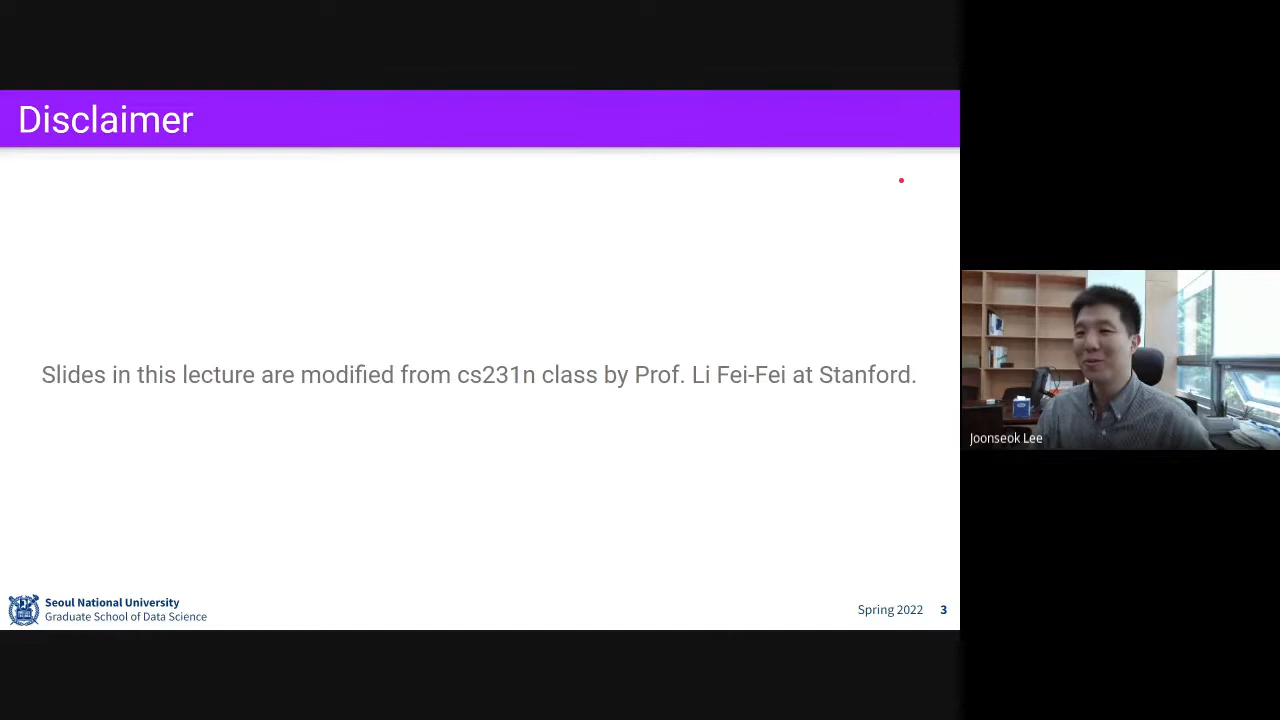 Disclaimer
Slides in this lecture are modified from cs231n class by Prof. Li Fei-Fei at Stanford.
Joonseok Lee
Seoul National University
Graduate School of Data Science
Spring 2022 3